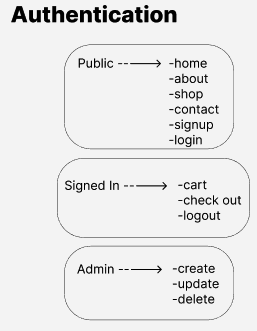 Authentication
Public -home
-about
-shop
-contact
-signup
-login
Signed In -cart
-check out
-logout
Admin -create
-update
-delete